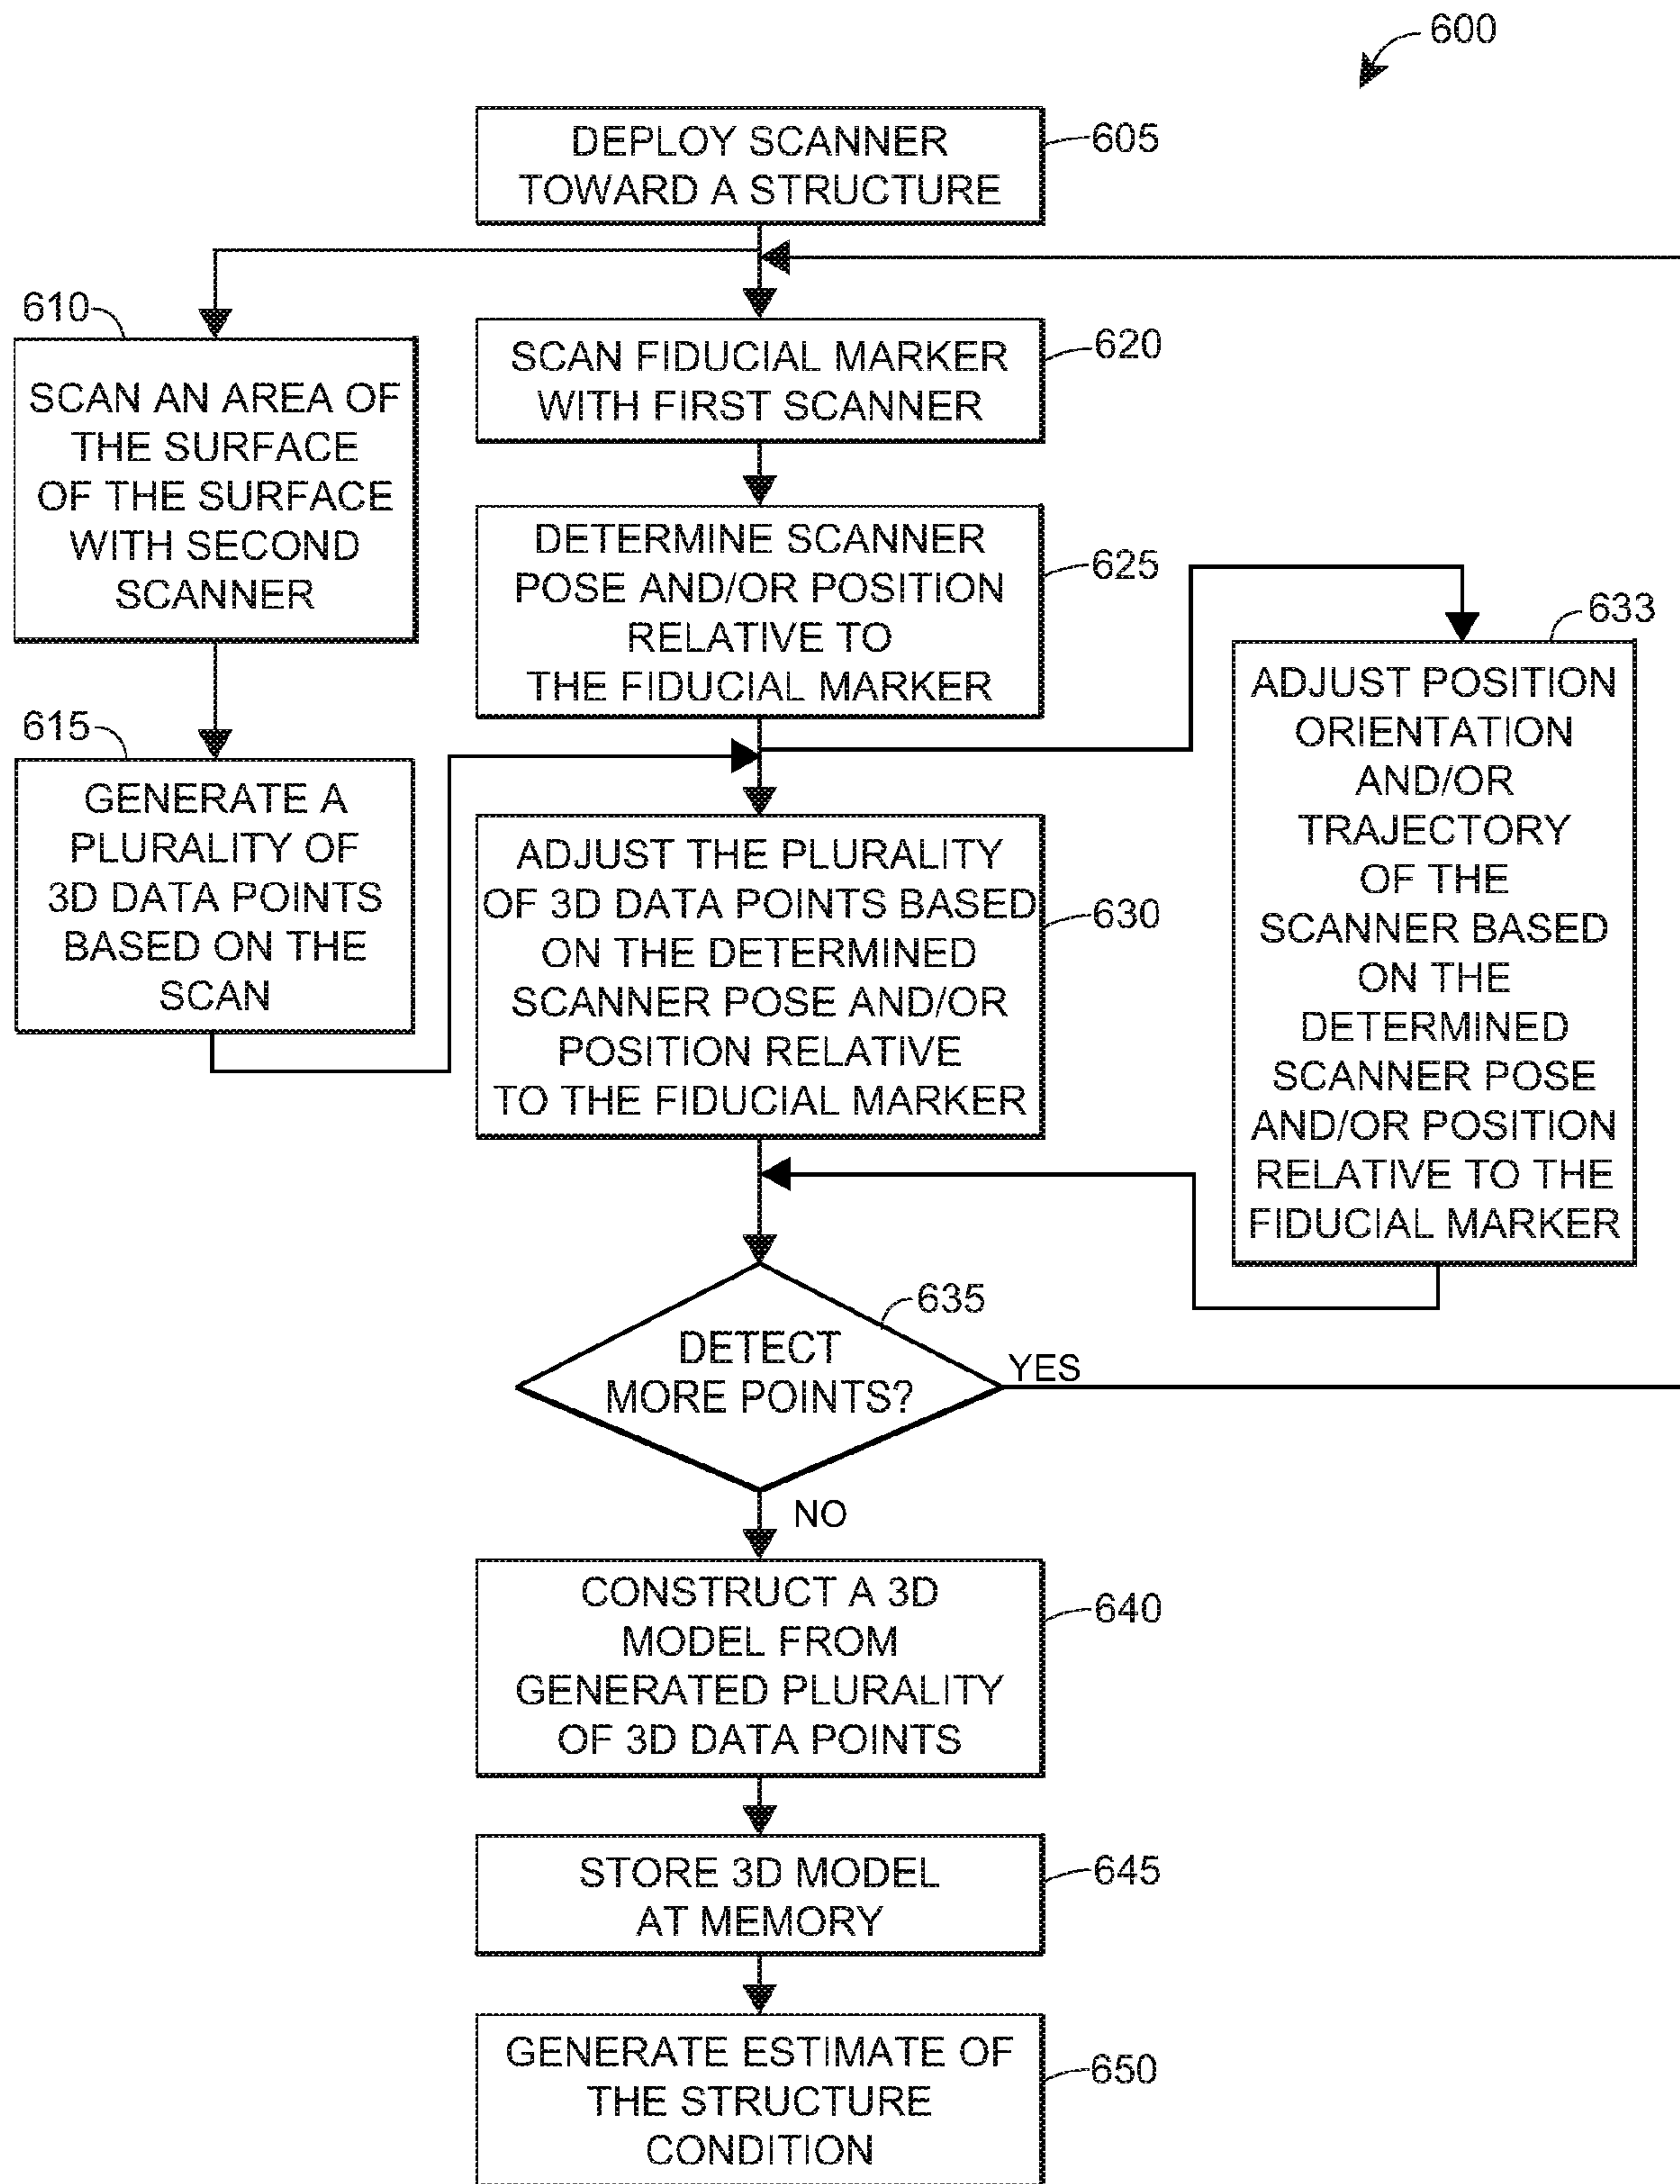 600
DEPLOY SCANNER
TOWARD A STRUCTURE
605
610
SCAN AN AREA OF
THE SURFACE
OF THE SURFACE
WITH SECOND
SCANNER
SCAN FIDUCIAL MARKER
WITH FIRST SCANNER
620
DETERMINE SCANNER
POSE AND/OR POSITION
RELATIVE TO
THE FIDUCIAL MARKER
625
615
GENERATE A
PLURALITY OF
3D DATA POINTS
BASED ON THE
SCAN
ADJUST THE PLURALITY
OF 3D DATA POINTS BASED
ON THE DETERMINED
SCANNER POSE AND/OR
POSITION RELATIVE
TO THE FIDUCIAL MARKER
630
633
ADJUST POSITION
ORIENTATION
AND/OR
TRAJECTORY
OF THE
SCANNER BASED
ON THE
DETERMINED
SCANNER POSE
AND/OR POSITION
RELATIVE TO THE
FIDUCIAL MARKER
635
DETECT
MORE POINTS?
YES
NO
CONSTRUCT A 3D
MODEL FROM
GENERATED PLURALITY
OF 3D DATA POINTS
640
STORE 3D MODEL
AT MEMORY
645
GENERATE ESTIMATE OF
THE STRUCTURE
CONDITION
650